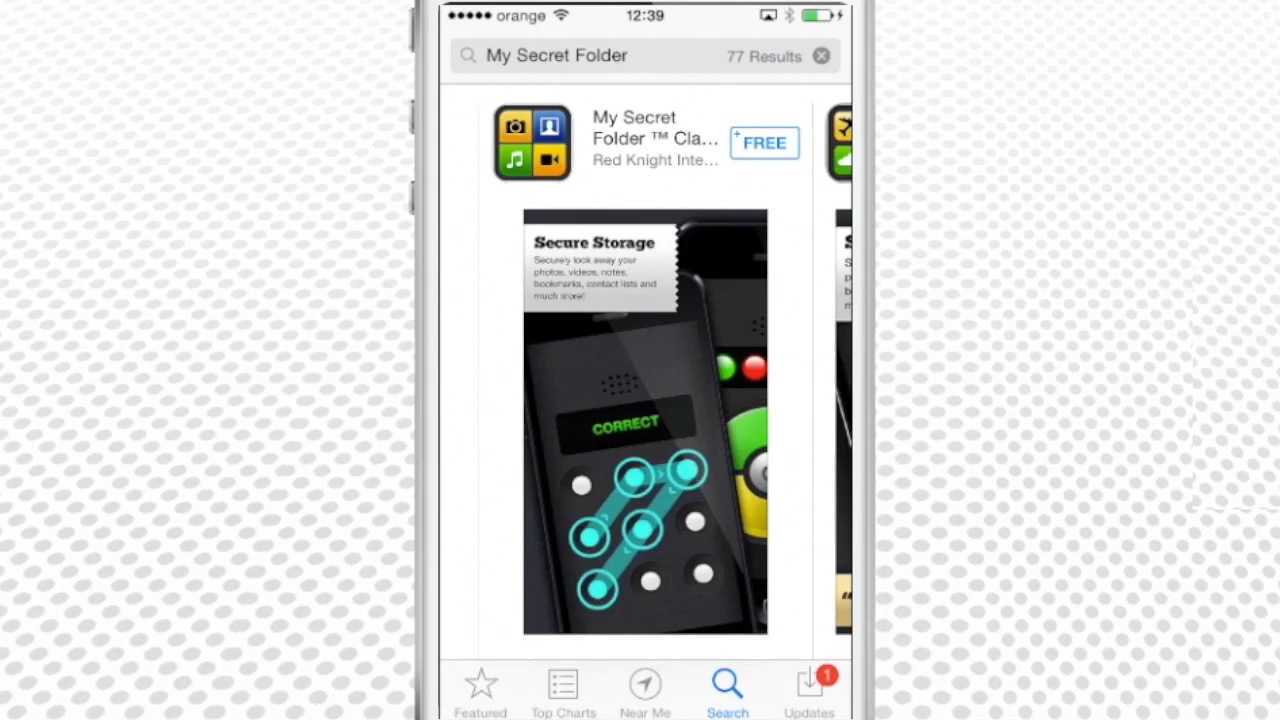 orange
12:39
My Secret Folder
77 Results
My Secret
Folder ™ Cla...
Red Knight Inte...
+
FREE
Secure Storage
Securely lock away your
photos, videos, notes,
bookmarks, contact lists and
much more!
CORRECT
Featured
Top Charts
Near Me
Search
Updates
1